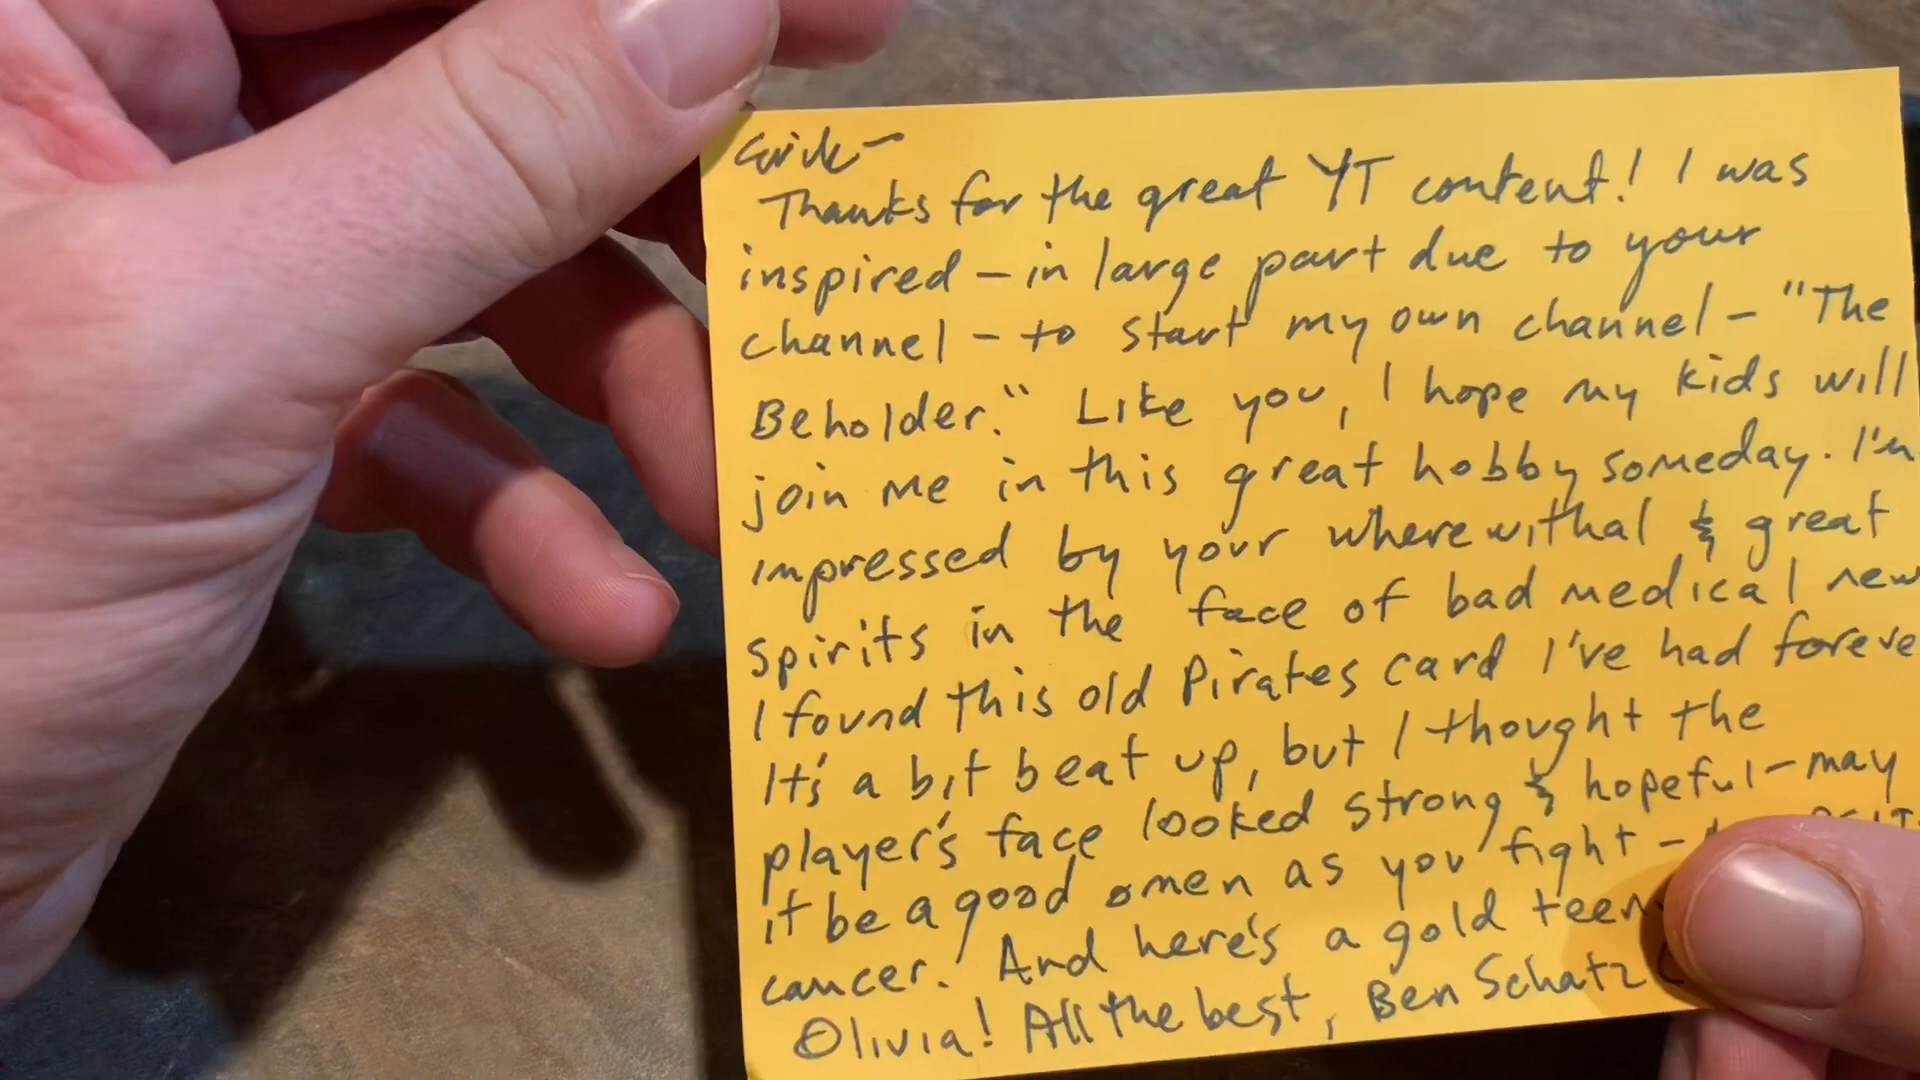 Thanks for the great YT content! I was
inspired - in large part due to your
channel - to start my own channel - "The
Beholder." Like you, I hope my kids will
join me in this great hobby someday. I'm
impressed by your wherewithal & great
spirits in the face of bad medical new
I found this old Pirates card I've had foreve
It's a bit beat up, but I thought the
player's face looked strong & hopeful - may
it be a good omen as you fight -
cancer. And here's a gold teen
Olivia! All the best, Ben Schatz